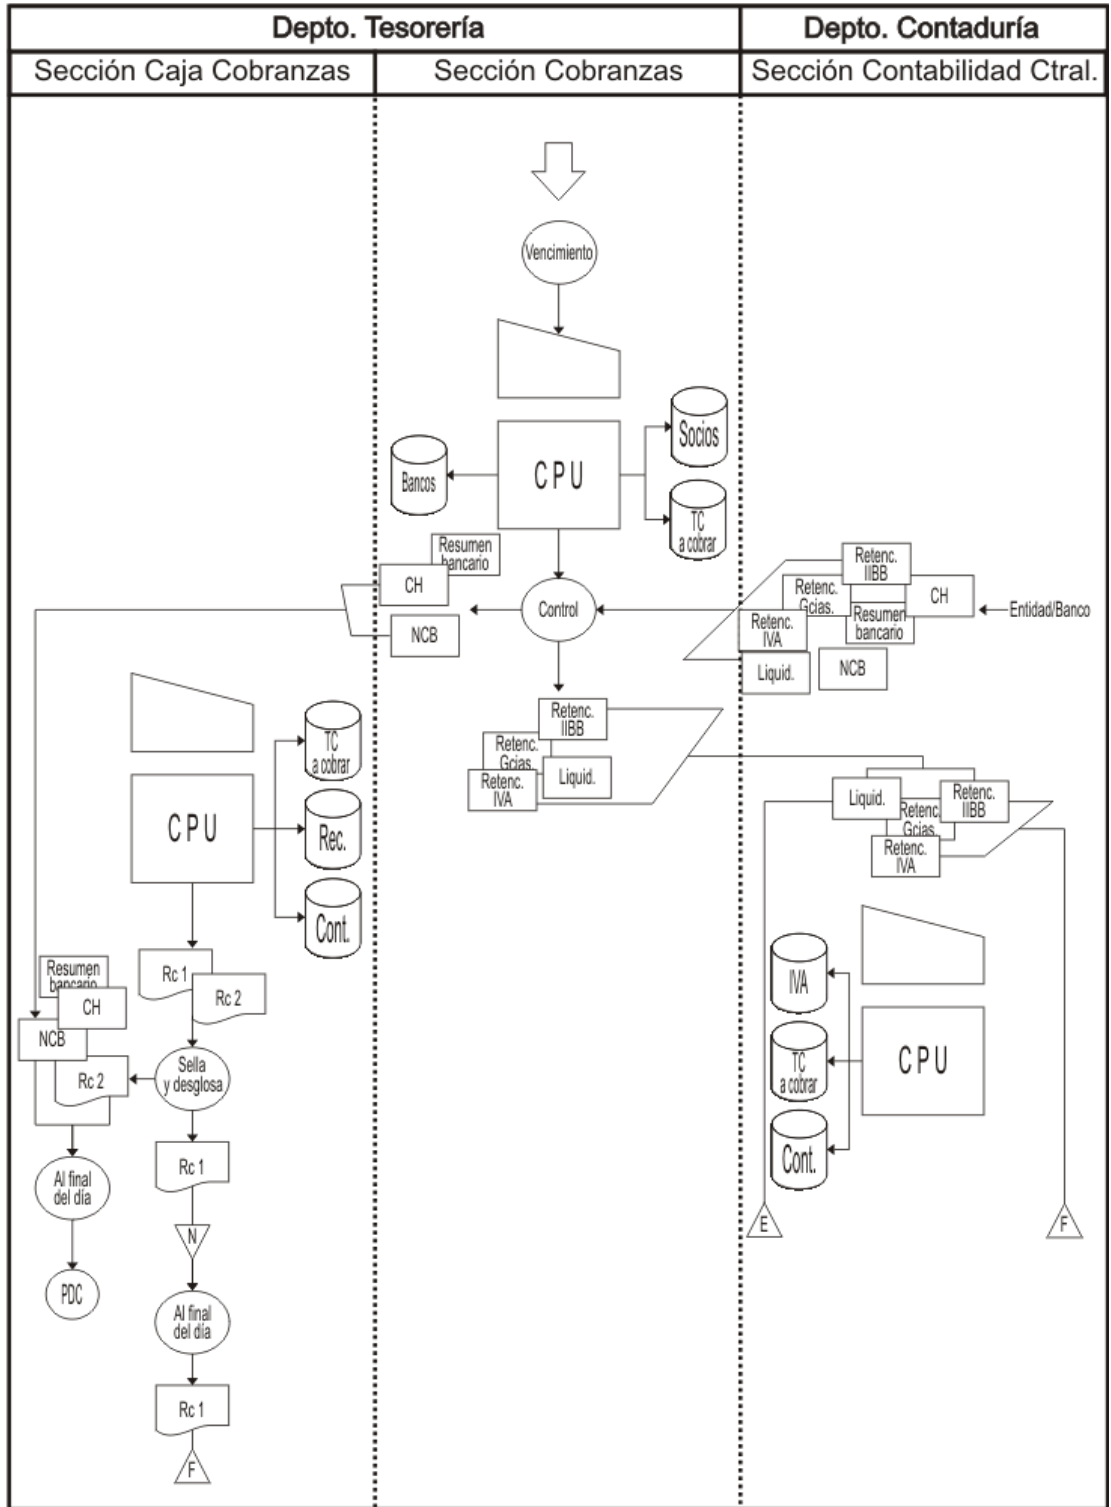 Depto. Tesorería
Depto. Contaduría
Sección Caja Cobranzas
Sección Cobranzas
Sección Contabilidad Ctral.
Vencimiento
Socios
Bancos
CPU
TC
a cobrar
Resumen
bancario
CH
NCB
Control
Retenc.
IIBB
Retenc.
Gcias.
CH
Retenc.
IVA
Resumen
bancario
Liquid.
NCB
Entidad/Banco
Retenc.
IIBB
Retenc.
Gcias.
Liquid.
Retenc.
IVA
TC
a cobrar
CPU
Rec.
Cont.
Liquid.
Retenc.
IIBB
Retenc.
Gcias.
Retenc.
IVA
Rc 1
Rc 2
Resumen
bancario
CH
NCB
Rc 2
Sella
y desglosa
Rc 1
Al final
del día
N
PDC
Al final
del día
Rc 1
F
IVA
TC
a cobrar
CPU
Cont.
E
F